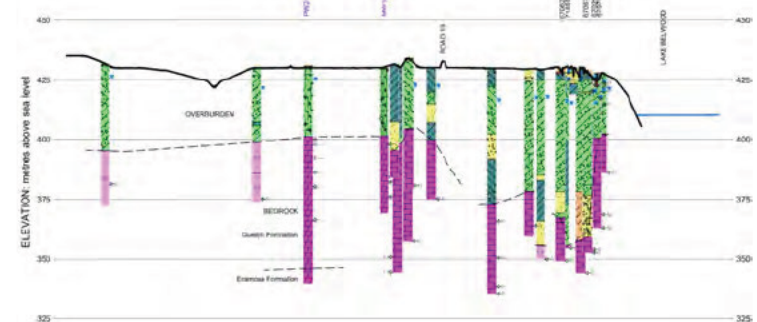 450
450
ROAD 19
LAKE BELWOOD
425
425
OVERBURDEN
400
400
ELEVATION: metres above sea level
375
375
BEDROCK
Guelph Formation
350
350
Eramosa Formation
325
325